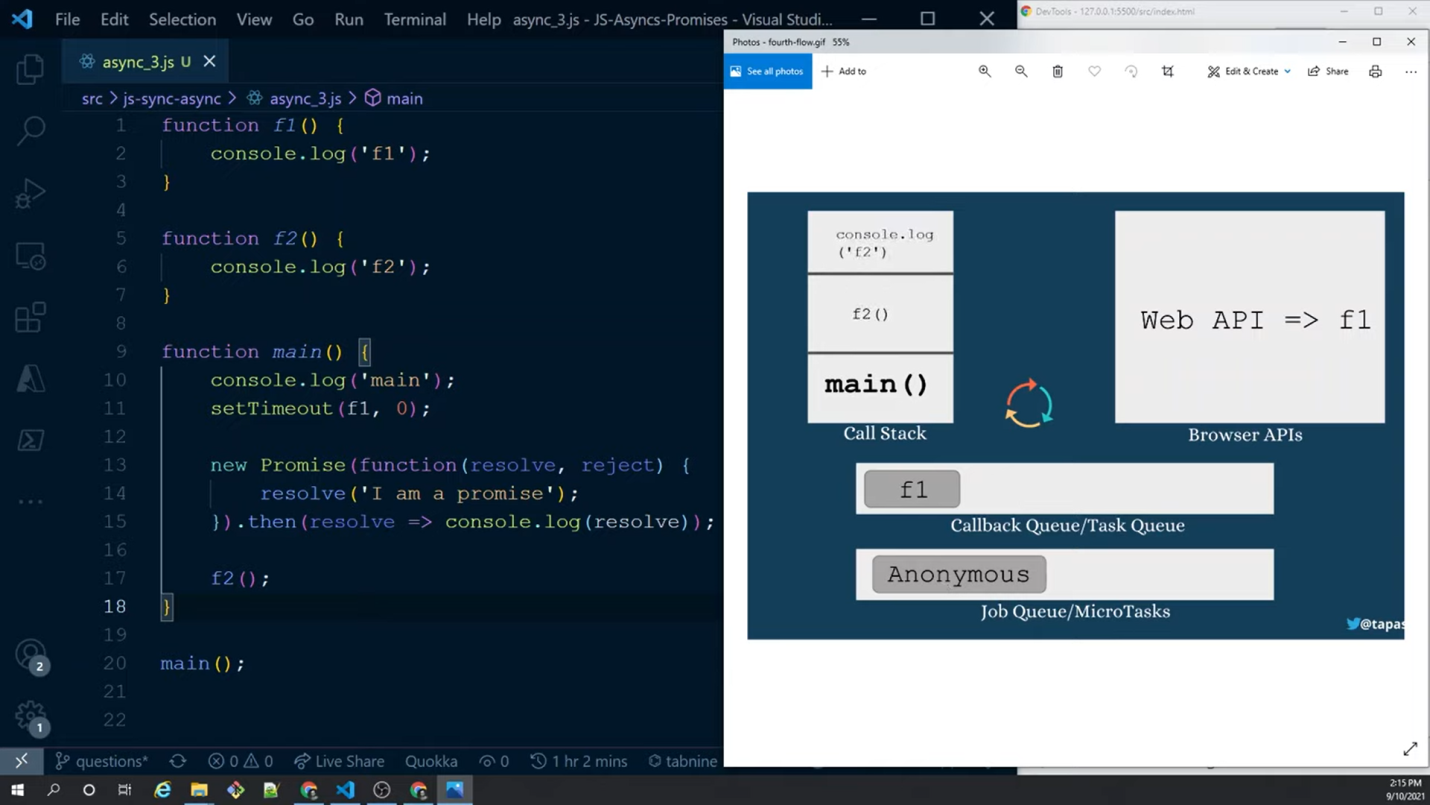 File Edit Selection View Go Run Terminal Help async_3.js - JS-Asyncs-Promises - Visual Studi...
DevTools - 127.0.0.1:5500/src/index.html
async_3.js U
src > js-sync-async > async_3.js > main
1 function f1() {
2 console.log('f1');
3 }
4
5 function f2() {
6 console.log('f2');
7 }
8
9 function main() {
10 console.log('main');
11 setTimeout(f1, 0);
12
13 new Promise(function(resolve, reject) {
14 resolve('I am a promise');
15 }).then(resolve => console.log(resolve));
16
17 f2();
18 }
19
20 main();
21
22
2
1
questions* 0 0 Live Share Quokka 0 1 hr 2 mins tabnine
Photos - fourth-flow.gif 55%
See all photos Add to Edit & Create Share
console.log
('f2')
f2()
main()
Call Stack
Web API => f1
Browser APIs
f1
Callback Queue/Task Queue
Anonymous
Job Queue/MicroTasks
@tapas
2:15 PM
9/10/2021